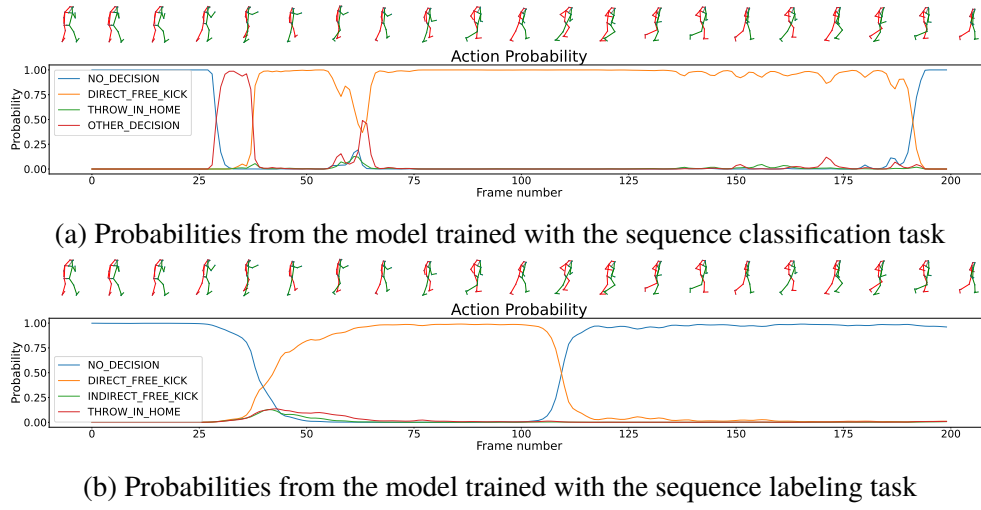 Action Probability
1.00
0.75
0.50
0.25
0.00
Probability
NO_DECISION
DIRECT_FREE_KICK
THROW_IN_HOME
OTHER_DECISION
0 25 50 75 100 125 150 175 200
Frame number
(a) Probabilities from the model trained with the sequence classification task
Action Probability
1.00
0.75
0.50
0.25
0.00
Probability
NO_DECISION
DIRECT_FREE_KICK
INDIRECT_FREE_KICK
THROW_IN_HOME
0 25 50 75 100 125 150 175 200
Frame number
(b) Probabilities from the model trained with the sequence labeling task